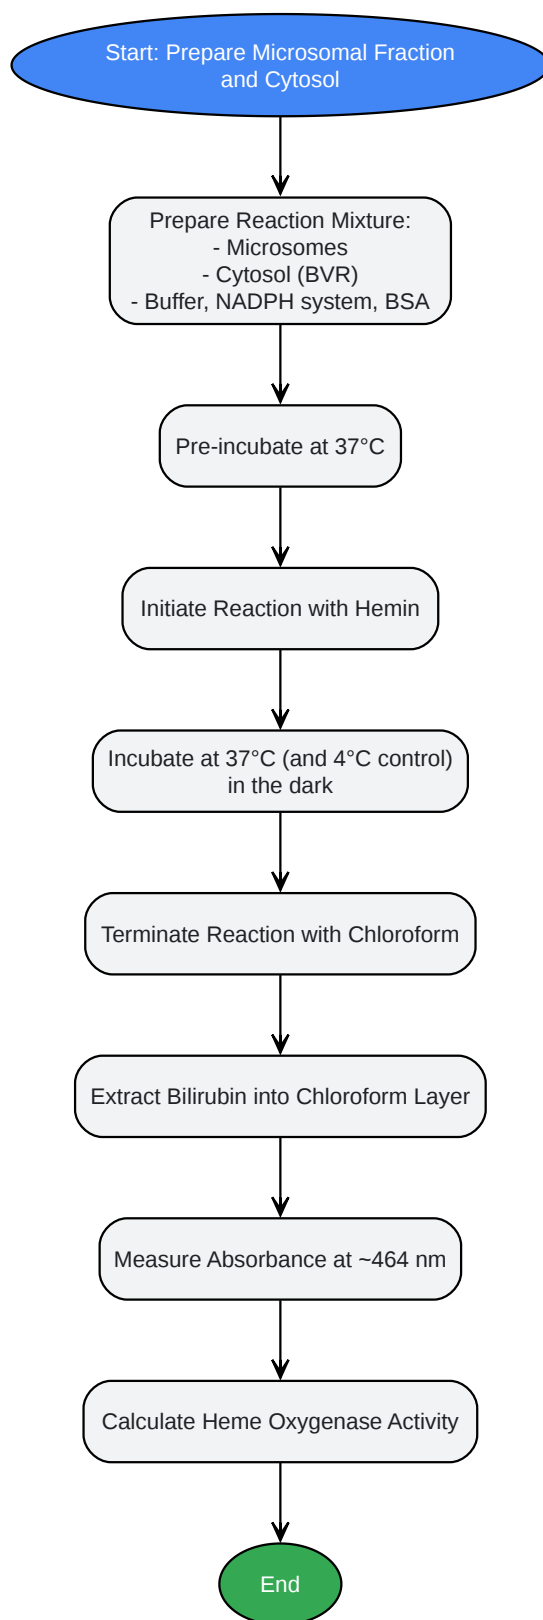 Start: Prepare Microsomal Fraction
and Cytosol
Prepare Reaction Mixture:
- Microsomes
- Cytosol (BVR)
- Buffer, NADPH system, BSA
Pre-incubate at 37°C
Initiate Reaction with Hemin
Incubate at 37°C (and 4°C control)
in the dark
Terminate Reaction with Chloroform
Extract Bilirubin into Chloroform Layer
Measure Absorbance at ~464 nm
Calculate Heme Oxygenase Activity
End